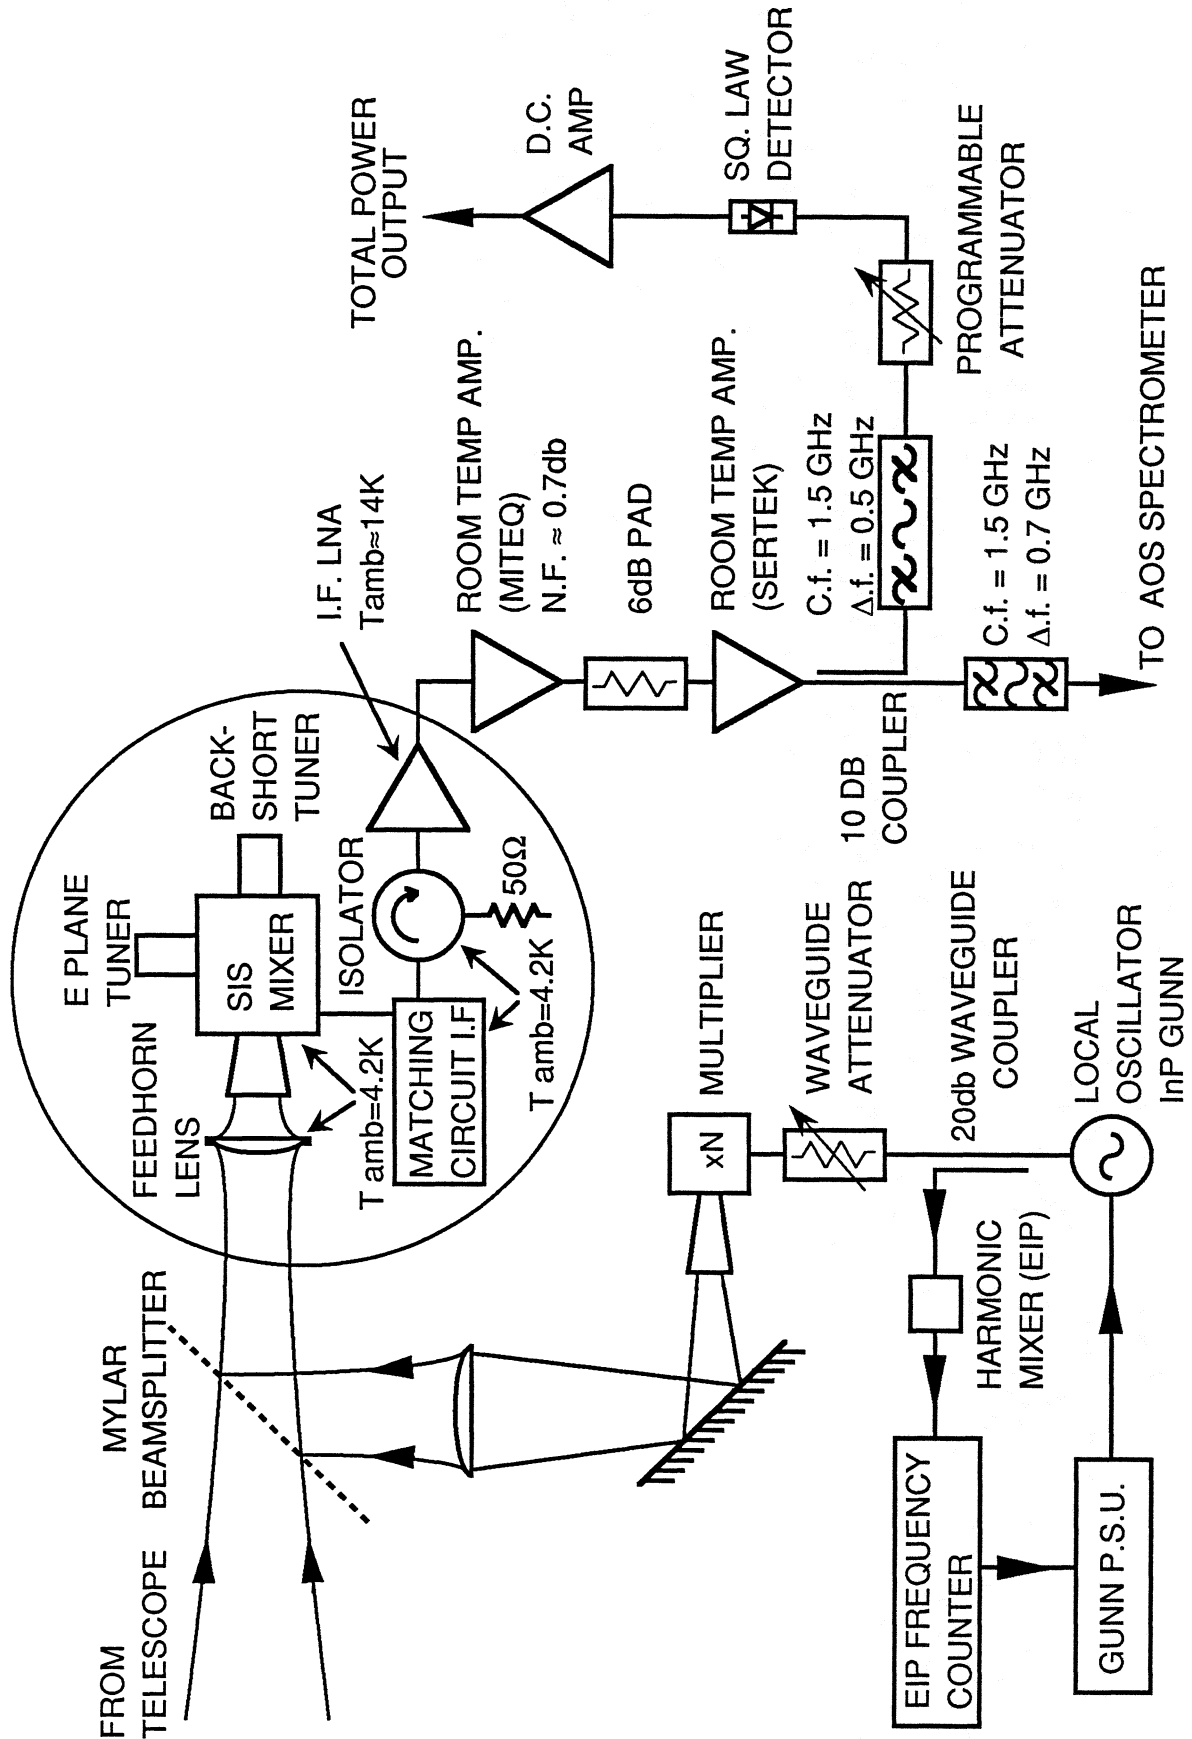 FROM
TELESCOPE
MYLAR
BEAMSPLITTER
FEEDHORN
LENS
E PLANE
TUNER
SIS
MIXER
BACK-
SHORT
TUNER
T amb=4.2K
MATCHING
CIRCUIT I.F
ISOLATOR
50Ω
T amb=4.2K
I.F. LNA
Tamb≈14K
ROOM TEMP AMP.
(MITEQ)
N.F. ≈ 0.7db
6dB PAD
ROOM TEMP AMP.
(SERTEK)
10 DB
COUPLER
C.f. = 1.5 GHz
Δ.f. = 0.5 GHz
C.f. = 1.5 GHz
Δ.f. = 0.7 GHz
TO AOS SPECTROMETER
PROGRAMMABLE
ATTENUATOR
SQ. LAW
DETECTOR
D.C.
AMP
TOTAL POWER
OUTPUT
xN
MULTIPLIER
WAVEGUIDE
ATTENUATOR
20db WAVEGUIDE
COUPLER
LOCAL
OSCILLATOR
InP GUNN
HARMONIC
MIXER (EIP)
EIP FREQUENCY
COUNTER
GUNN P.S.U.